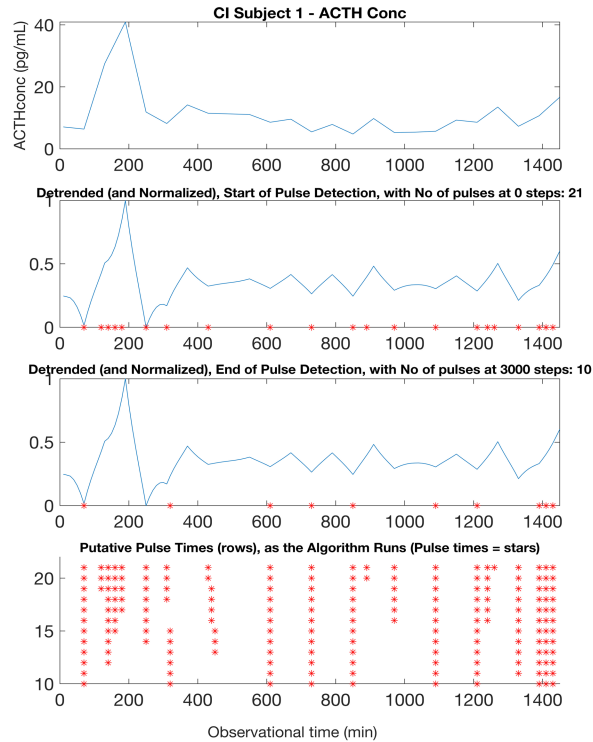 CI Subject 1 - ACTH Conc
ACTHconc (pg/mL)
40
20
0
0 200 400 600 800 1000 1200 1400
Detrended (and Normalized), Start of Pulse Detection, with No of pulses at 0 steps: 21
1
0.5
0
0 200 400 600 800 1000 1200 1400
Detrended (and Normalized), End of Pulse Detection, with No of pulses at 3000 steps: 10
1
0.5
0
0 200 400 600 800 1000 1200 1400
Putative Pulse Times (rows), as the Algorithm Runs (Pulse times = stars)
20
15
10
0 200 400 600 800 1000 1200 1400
Observational time (min)